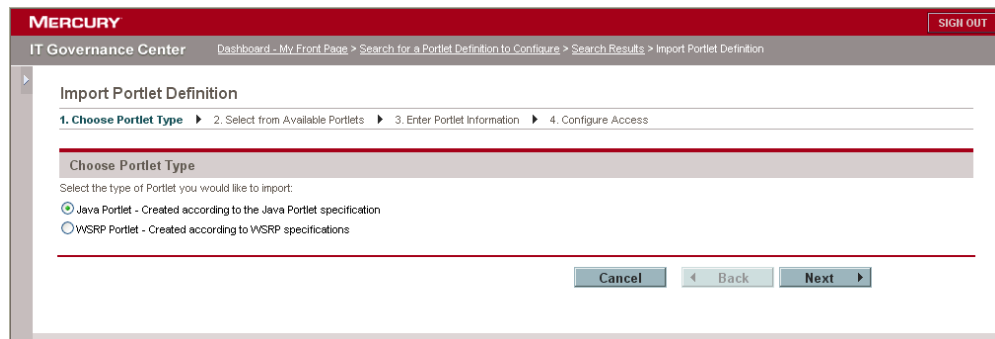 MERCURY
SIGN OUT
IT Governance Center
Dashboard - My Front Page > Search for a Portlet Definition to Configure > Search Results > Import Portlet Definition
Import Portlet Definition
1. Choose Portlet Type 2. Select from Available Portlets 3. Enter Portlet Information 4. Configure Access
Choose Portlet Type
Select the type of Portlet you would like to import:
Java Portlet - Created according to the Java Portlet specification
WSRP Portlet - Created according to WSRP specifications
Cancel Back Next